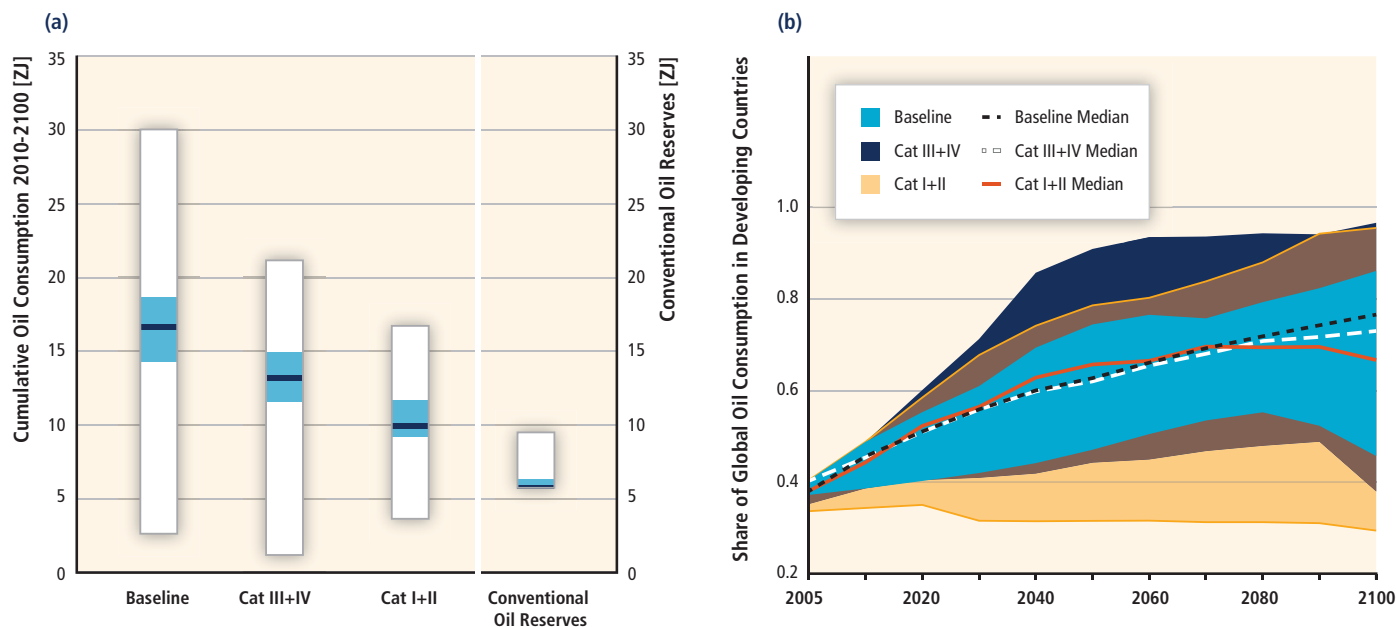 (a)
Cumulative Oil Consumption 2010-2100 [ZJ]
35
30
25
20
15
10
5
0
Baseline
Cat III+IV
Cat I+II
Conventional
Oil Reserves
35
30
25
20
15
10
5
0
Conventional Oil Reserves [ZJ]
(b)
Share of Global Oil Consumption in Developing Countries
Baseline
Baseline Median
Cat III+IV
Cat III+IV Median
Cat I+II
Cat I+II Median
1.0
0.8
0.6
0.4
0.2
2005
2020
2040
2060
2080
2100